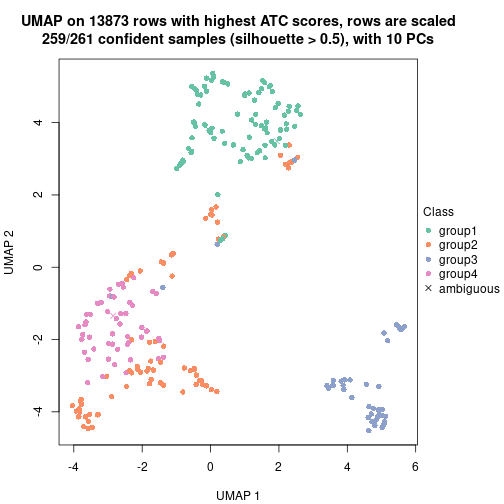 UMAP on 13873 rows with highest ATC scores, rows are scaled
259/261 confident samples (silhouette > 0.5), with 10 PCs
4
2
0
-2
-4
UMAP 2
-4
-2
0
2
4
6
UMAP 1
Class
group1
group2
group3
group4
ambiguous